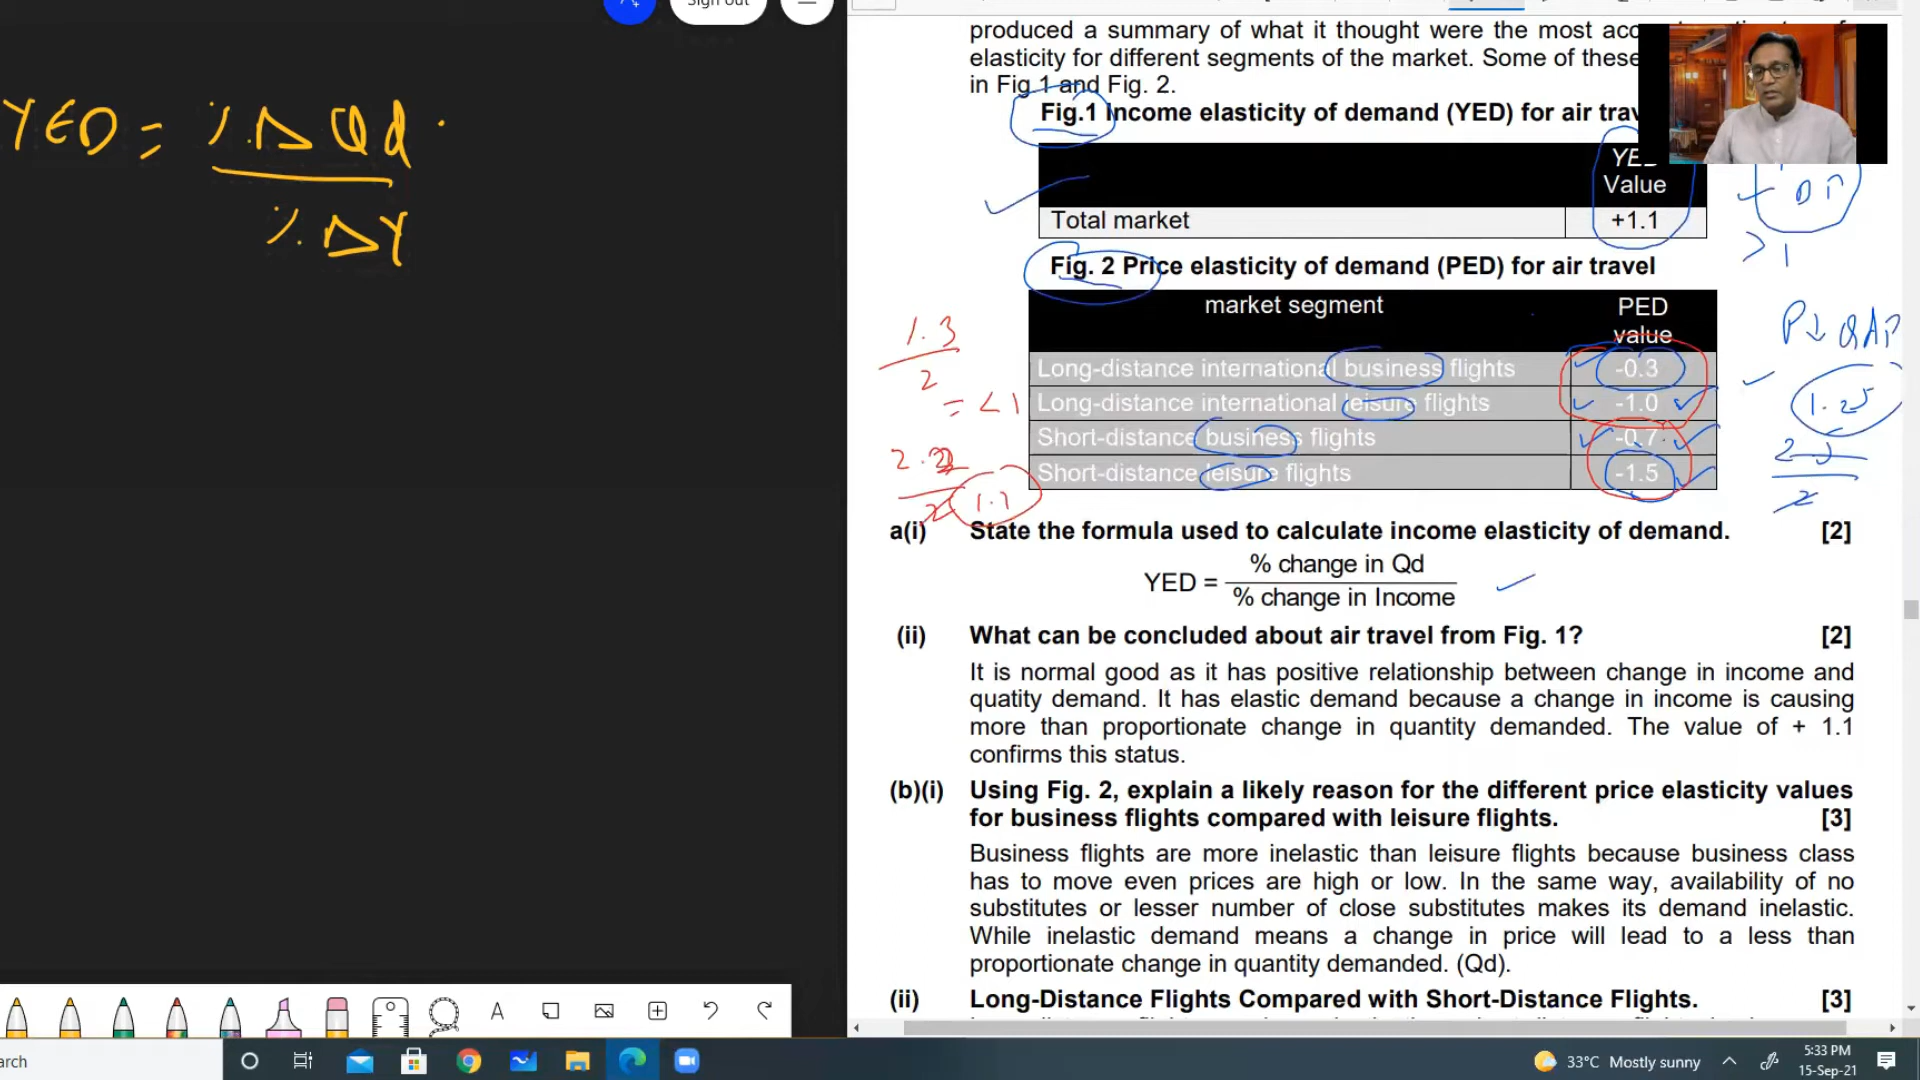 Sign out
YED = %Δ Qd
% ΔY
produced a summary of what it thought were the most
elasticity for different segments of the market. Some of these
in Fig.1 and Fig. 2.
Fig.1 Income elasticity of demand (YED) for air
YED
Value
Total market +1.1
> 1
Fig. 2 Price elasticity of demand (PED) for air travel
market segment PED
value
Long-distance international business flights -0.3
Long-distance international leisure flights -1.0
Short-distance business flights -0.7
Short-distance leisure flights -1.5
1.3
2
= < 1
2
1.1
P↓
1.25
2
a(i) State the formula used to calculate income elasticity of demand. [2]
YED = % change in Qd
% change in Income
(ii) What can be concluded about air travel from Fig. 1? [2]
It is normal good as it has positive relationship between change in income and
quatity demand. It has elastic demand because a change in income is causing
more than proportionate change in quantity demanded. The value of + 1.1
confirms this status.
(b)(i) Using Fig. 2, explain a likely reason for the different price elasticity values
for business flights compared with leisure flights. [3]
Business flights are more inelastic than leisure flights because business class
has to move even prices are high or low. In the same way, availability of no
substitutes or lesser number of close substitutes makes its demand inelastic.
While inelastic demand means a change in price will lead to a less than
proportionate change in quantity demanded. (Qd).
(ii) Long-Distance Flights Compared with Short-Distance Flights. [3]
A
33°C Mostly sunny
5:33 PM
15-Sep-21